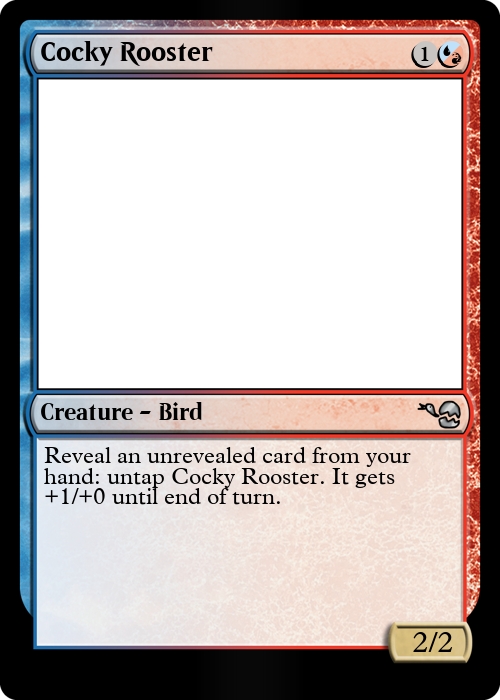 Cocky Rooster 1
Creature – Bird
Reveal an unrevealed card from your
hand: untap Cocky Rooster. It gets
+1/+0 until end of turn.
2/2